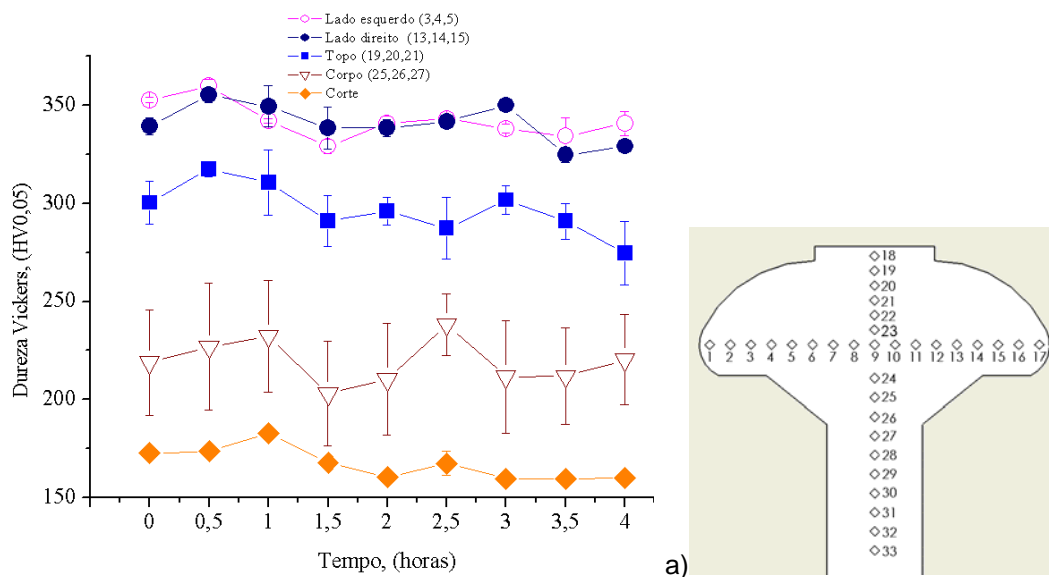 Lado esquerdo (3,4,5)
Lado direito (13,14,15)
Topo (19,20,21)
Corpo (25,26,27)
Corte
Dureza Vickers, (HV0,05)
350
300
250
200
150
0 0,5 1 1,5 2 2,5 3 3,5 4
Tempo, (horas)
a)
18
19
20
21
22
23
1 2 3 4 5 6 7 8 9 10 11 12 13 14 15 16 17
24
25
26
27
28
29
30
31
32
33